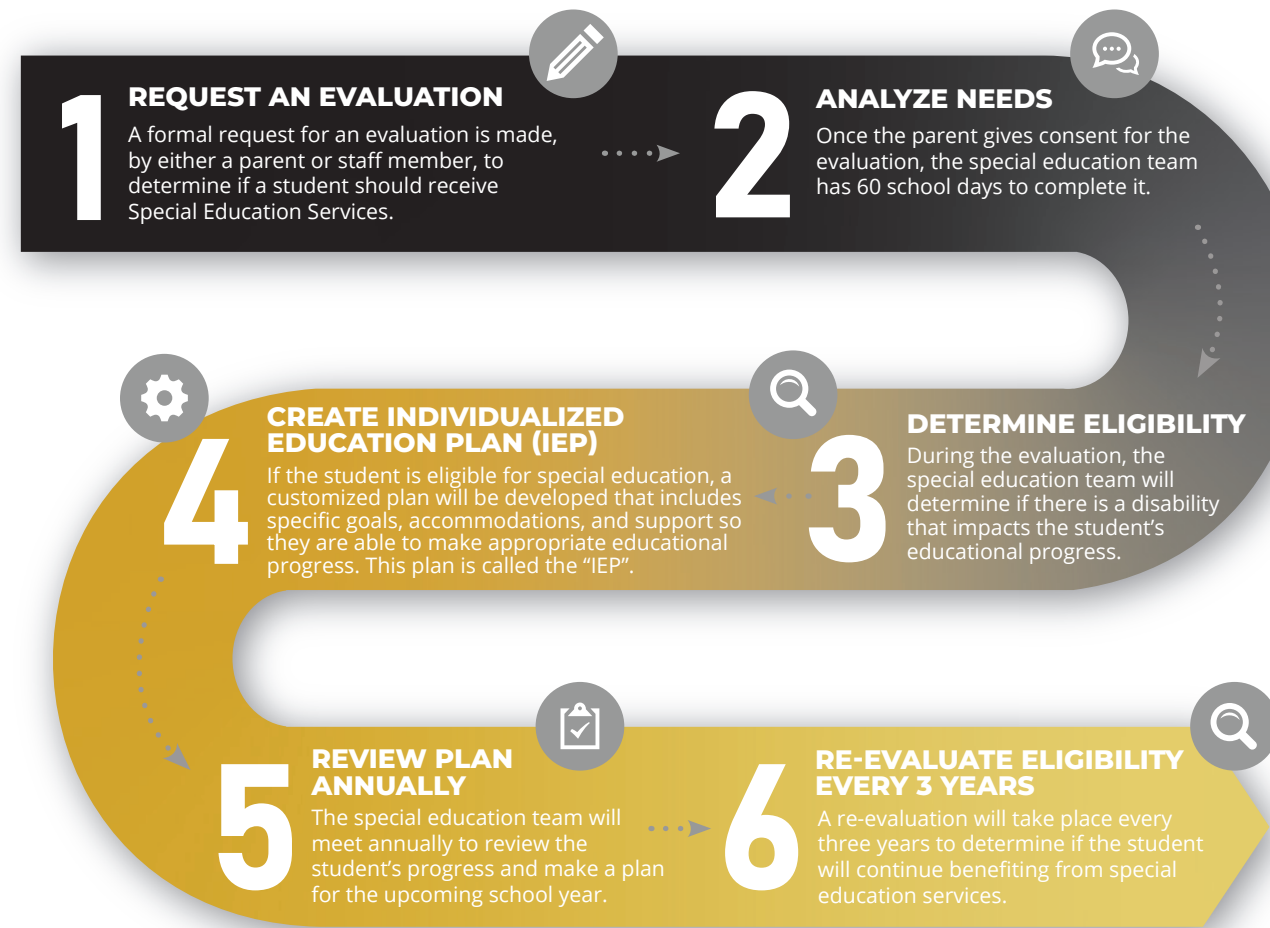 1
REQUEST AN EVALUATION
A formal request for an evaluation is made,
by either a parent or staff member, to
determine if a student should receive
Special Education Services.
2
ANALYZE NEEDS
Once the parent gives consent for the
evaluation, the special education team
has 60 school days to complete it.
3
DETERMINE ELIGIBILITY
During the evaluation, the
special education team will
determine if there is a disability
that impacts the student’s
educational progress.
4
CREATE INDIVIDUALIZED
EDUCATION PLAN (IEP)
If the student is eligible for special education, a
customized plan will be developed that includes
specific goals, accommodations, and support so
they are able to make appropriate educational
progress. This plan is called the “IEP”.
5
REVIEW PLAN
ANNUALLY
The special education team will
meet annually to review the
student’s progress and make a plan
for the upcoming school year.
6
RE-EVALUATE ELIGIBILITY
EVERY 3 YEARS
A re-evaluation will take place every
three years to determine if the student
will continue benefiting from special
education services.